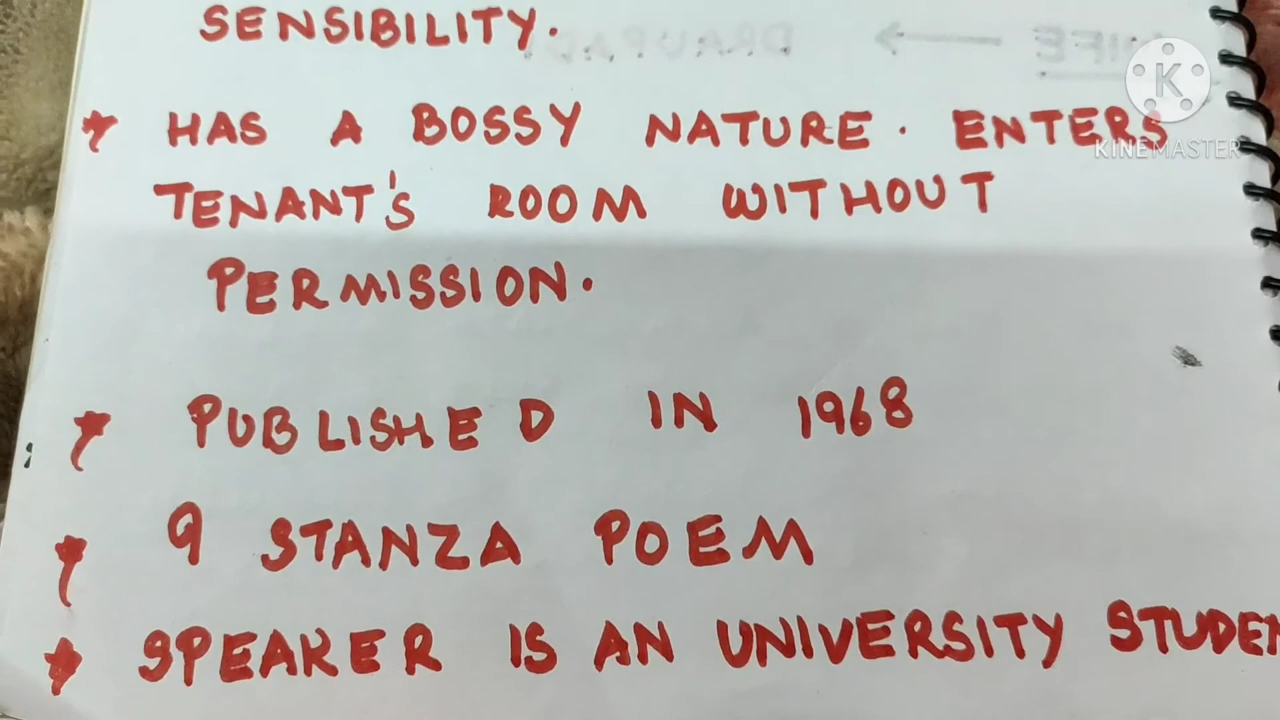 SENSIBILITY.
HAS A BOSSY NATURE. ENTERS
TENANT'S ROOM WITHOUT
PERMISSION.
PUBLISHED IN 1968
9 STANZA POEM
SPEAKER IS AN UNIVERSITY STUDEN
K
KINEMASTER